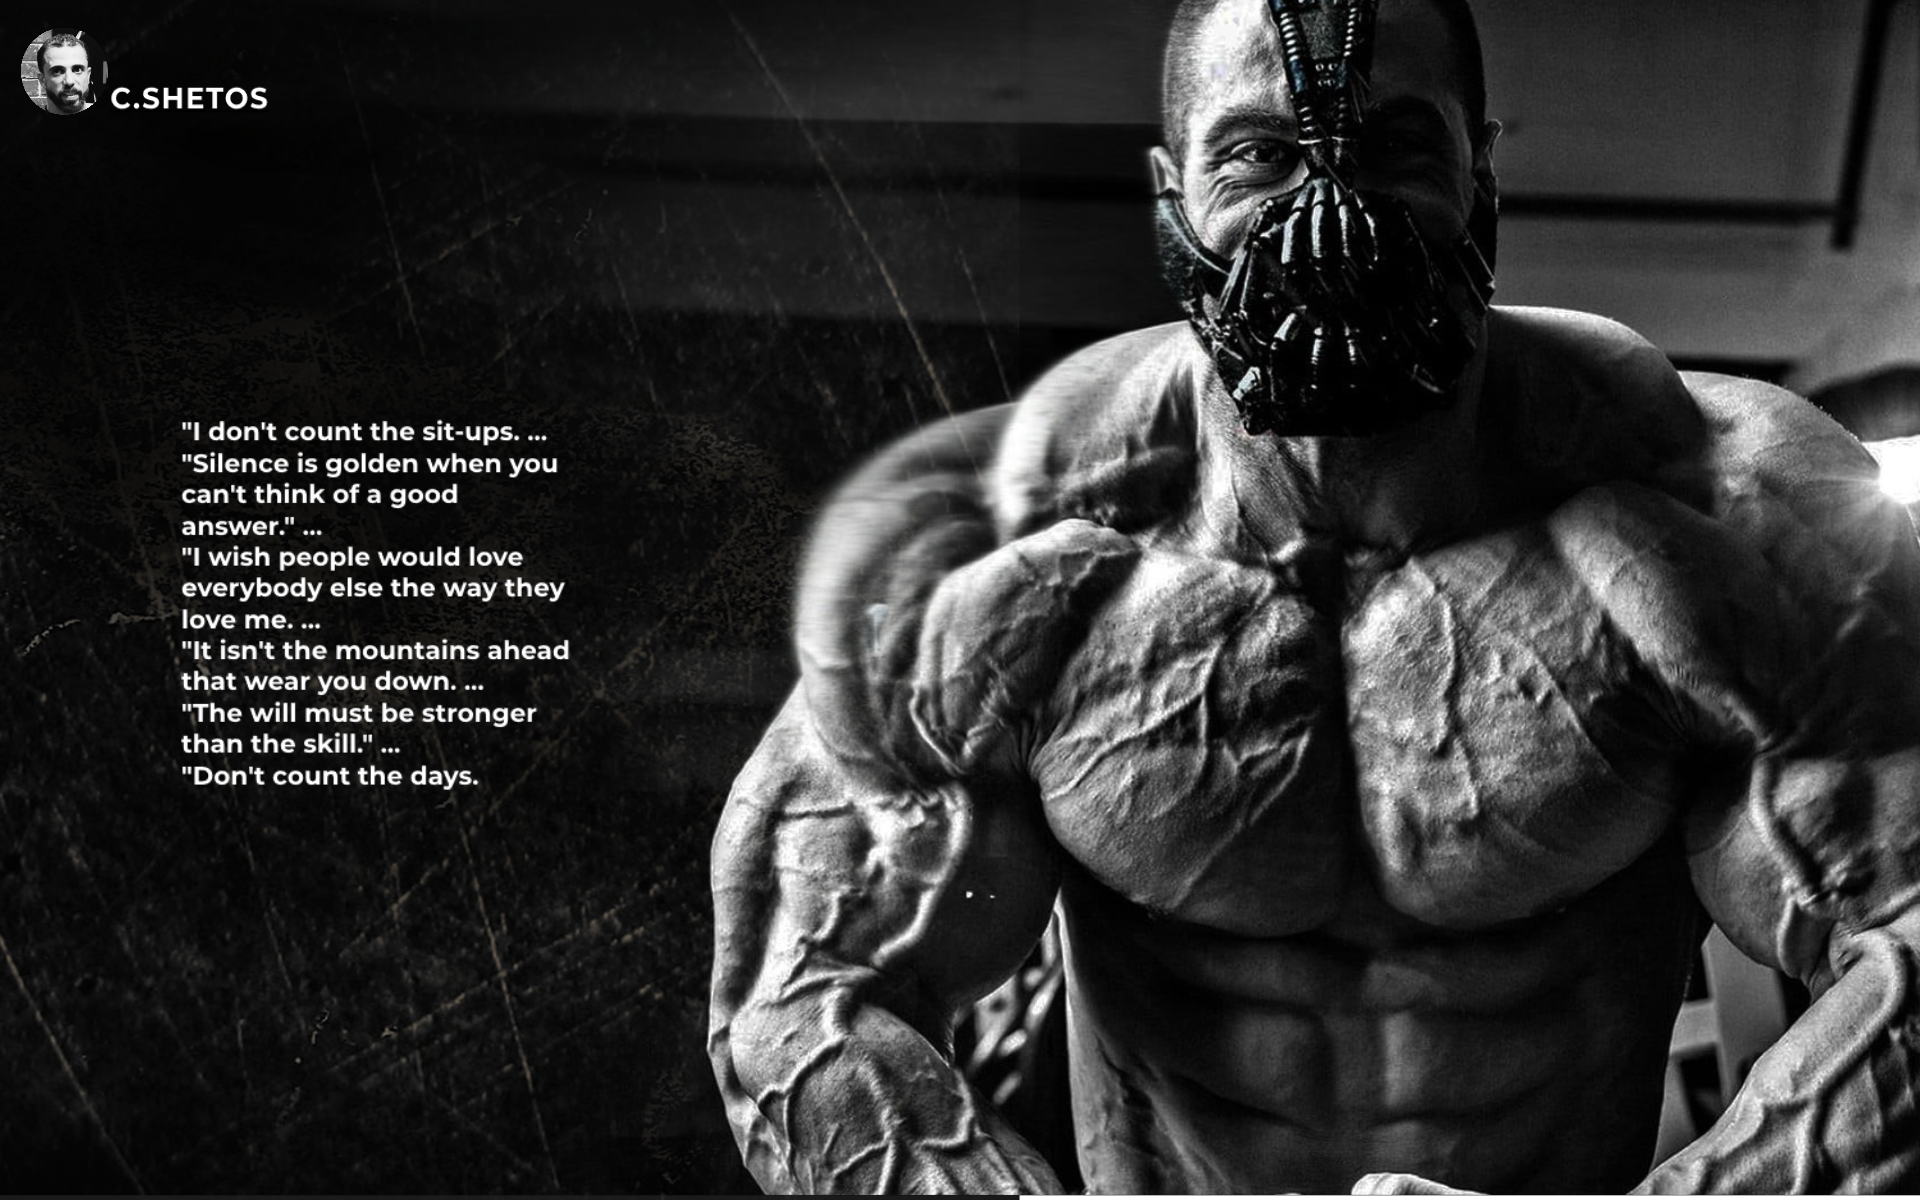 C.SHETOS
"I don't count the sit-ups. ...
"Silence is golden when you
can't think of a good
answer." ...
"I wish people would love
everybody else the way they
love me. ...
"It isn't the mountains ahead
that wear you down. ...
"The will must be stronger
than the skill." ...
"Don't count the days.